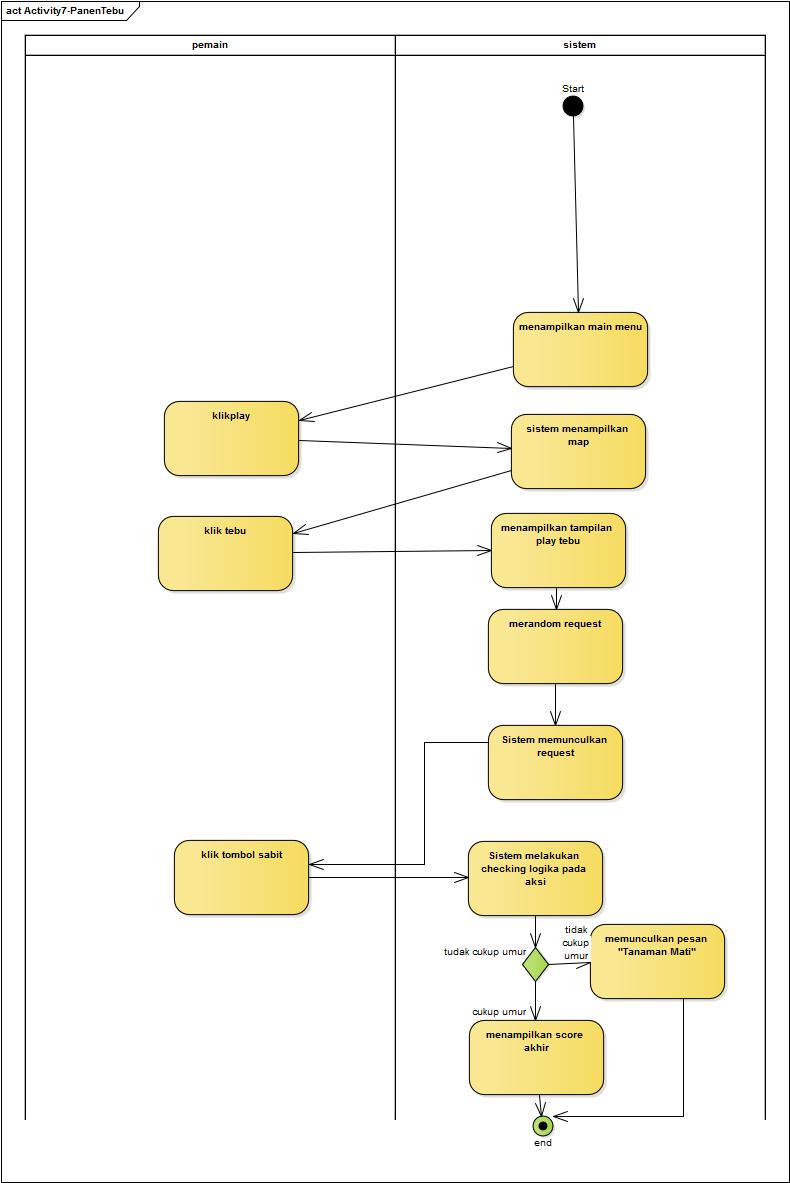 act Activity7-PanenTebu
pemain
sistem
Start
menampilkan main menu
klikplay
sistem menampilkan
map
klik tebu
menampilkan tampilan
play tebu
merandom request
Sistem memunculkan
request
klik tombol sabit
Sistem melakukan
checking logika pada
aksi
tudak cukup umur
tidak
cukup
umur
memunculkan pesan
"Tanaman Mati"
cukup umur
menampilkan score
akhir
end